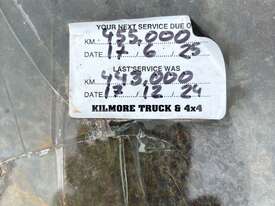 YOUR NEXT SERVICE DUE O
KM 455,000
DATE 17/6/25
LAST SERVICE WAS
KM 443,000
DATE 17/12/24
KILMORE TRUCK & 4x4